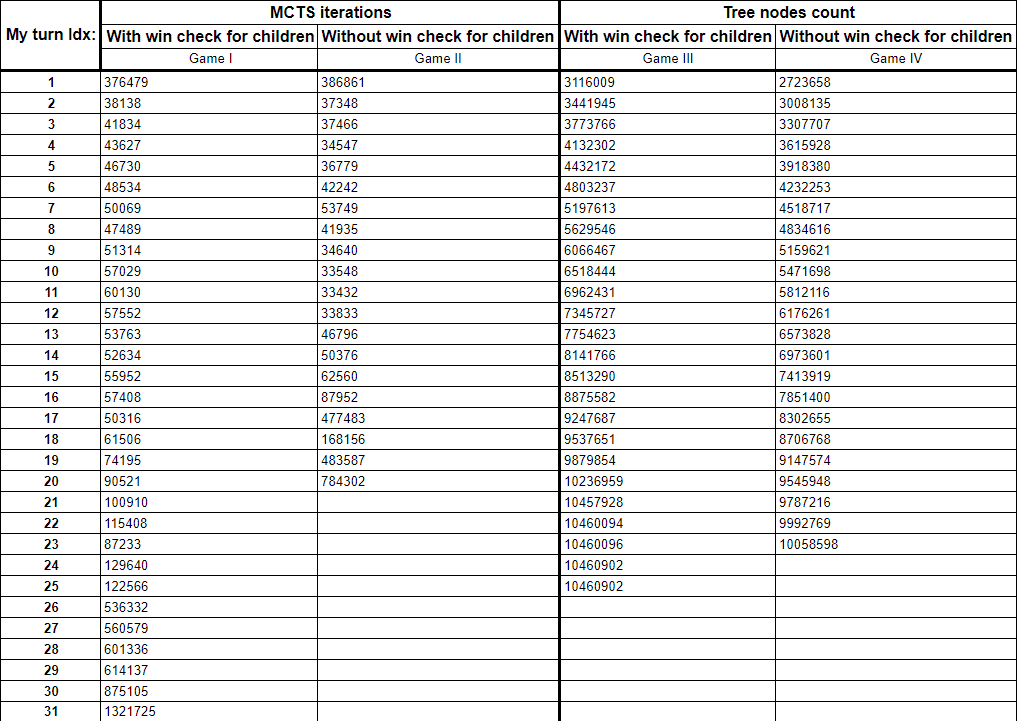 MCTS iterations Tree nodes count
My turn Idx: With win check for children Without win check for children With win check for children Without win check for children
Game I Game II Game III Game IV
1 376479 386861 3116009 2723658
2 38138 37348 3441945 3008135
3 41834 37466 3773766 3307707
4 43627 34547 4132302 3615928
5 46730 36779 4432172 3918380
6 48534 42242 4803237 4232253
7 50069 53749 5197613 4518717
8 47489 41935 5629546 4834616
9 51314 34640 6066467 5159621
10 57029 33548 6518444 5471698
11 60130 33432 6962431 5812116
12 57552 33833 7345727 6176261
13 53763 46796 7754623 6573828
14 52634 50376 8141766 6973601
15 55952 62560 8513290 7413919
16 57408 87952 8875582 7851400
17 50316 477483 9247687 8302655
18 61506 168156 9537651 8706768
19 74195 483587 9879854 9147574
20 90521 784302 10236959 9545948
21 100910 10457928 9787216
22 115408 10460094 9992769
23 87233 10460096 10058598
24 129640 10460902
25 122566 10460902
26 536332
27 560579
28 601336
29 614137
30 875105
31 1321725